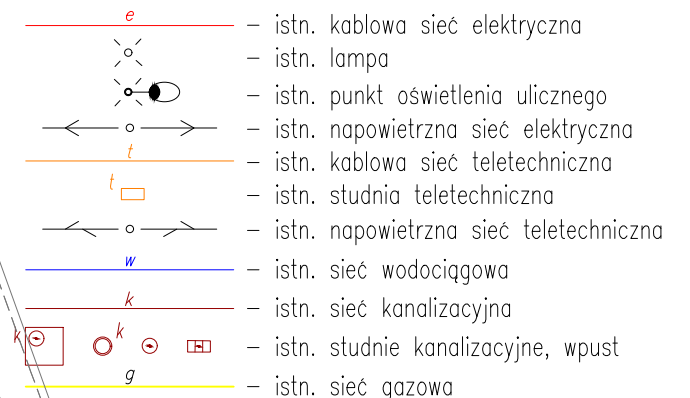 e – istn. kablowa sieć elektryczna
– istn. lampa
– istn. punkt oświetlenia ulicznego
– istn. napowietrzna sieć elektryczna
t – istn. kablowa sieć teletechniczna
t – istn. studnia teletechniczna
– istn. napowietrzna sieć teletechniczna
w – istn. sieć wodociągowa
k – istn. sieć kanalizacyjna
k k – istn. studnie kanalizacyjne, wpust
g – istn. sieć gazowa